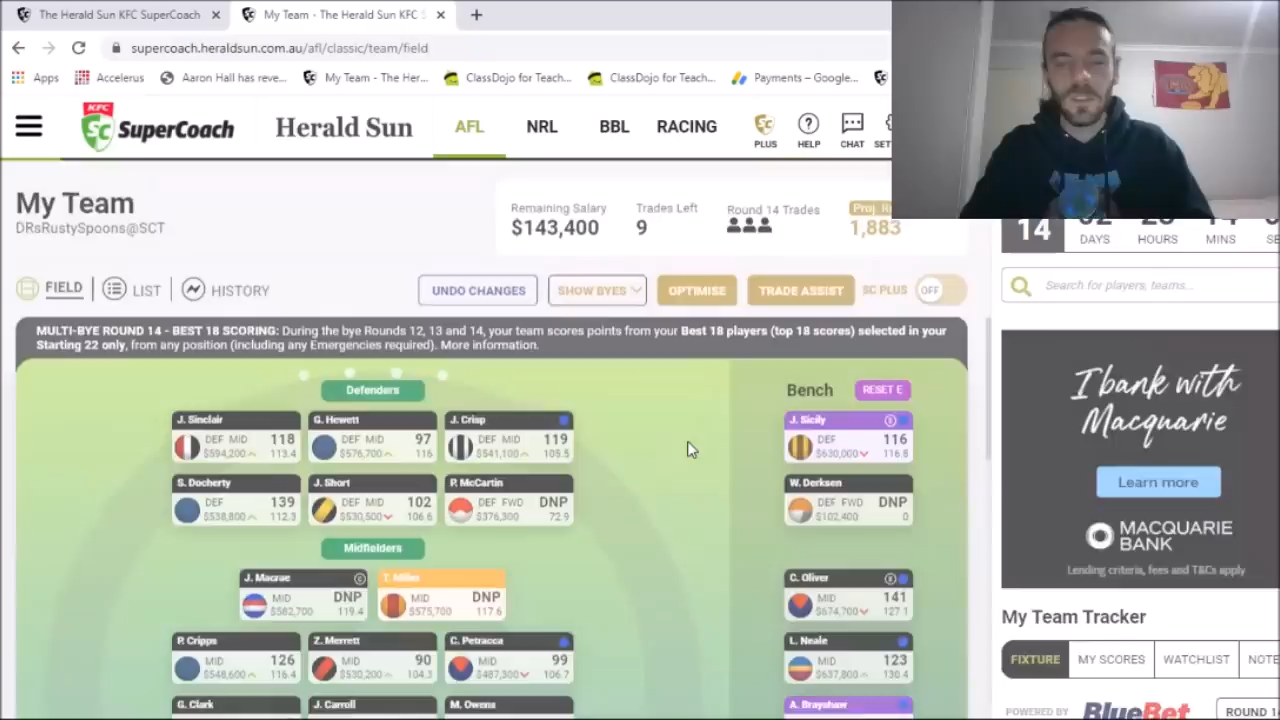 The Herald Sun KFC SuperCoach
My Team - The Herald Sun KFC S
supercoach.heraldsun.com.au/afl/classic/team/field
Apps
Accelerus
Aaron Hall has reve...
My Team - The Her...
ClassDojo for Teach...
ClassDojo for Teach...
Payments – Google...
KFC
SC
SuperCoach
Herald Sun
AFL
NRL
BBL
RACING
PLUS
HELP
CHAT
SET
My Team
DRsRustySpoons@SCT
Remaining Salary
$143,400
Trades Left
9
Round 14 Trades
1,883
14
DAYS
HOURS
MINS
SE
FIELD
LIST
HISTORY
UNDO CHANGES
SHOW BYES
OPTIMISE
TRADE ASSIST
SC PLUS
OFF
Search for players, teams...
MULTI-BYE ROUND 14 - BEST 18 SCORING: During the bye Rounds 12, 13 and 14, your team scores points from your Best 18 players (top 18 scores) selected in your
Starting 22 only, from any position (including any Emergencies required). More information.
Defenders
Bench
RESET E
J. Sinclair
DEF MID 118
$594,200 113.4
G. Hewett
DEF MID 97
$576,700 116
J. Crisp
DEF MID 119
$541,100 105.5
J. Sicily
E
DEF 116
$630,000 116.8
S. Docherty
DEF 139
$538,800 112.3
J. Short
DEF MID 102
$530,500 106.6
P. McCartin
DEF FWD DNP
$376,300 72.9
W. Derksen
DEF FWD DNP
$102,400 0
Midfielders
J. Macrae
MID DNP
$582,700 119.4
T. Miller
MID DNP
$575,700 117.6
C. Oliver
E
MID 141
$674,700 127.1
P. Cripps
MID 126
$548,600 116.4
Z. Merrett
MID 90
$530,200 104.3
C. Petracca
MID 99
$487,300 106.7
L. Neale
MID 123
$637,800 130.4
G. Clark
J. Carroll
M. Owens
A. Brayshaw
I bank with
Macquarie
Learn more
MACQUARIE
BANK
Lending criteria, fees and T&Cs apply
My Team Tracker
FIXTURE
MY SCORES
WATCHLIST
NOTE
POWERED BY
BlueBet
ROUND 1